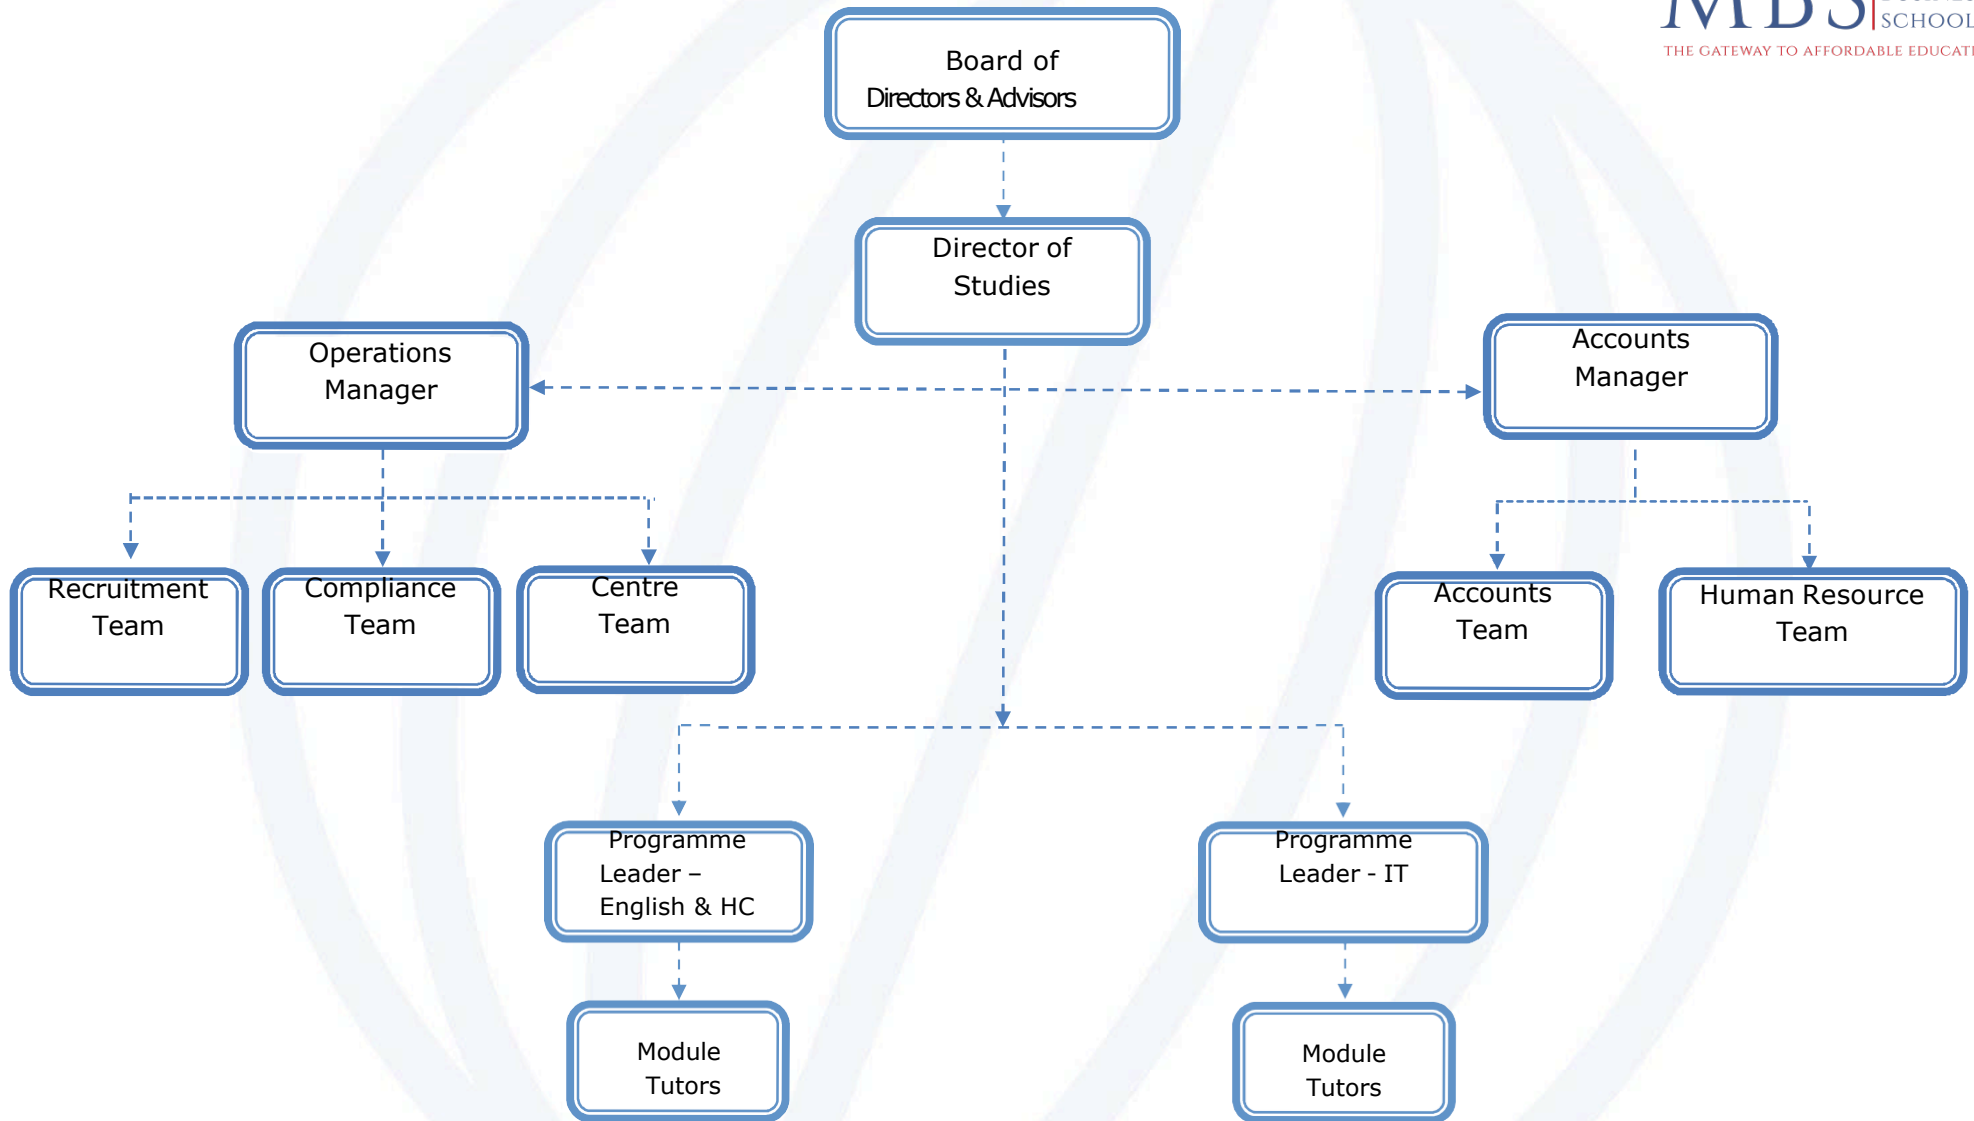 MBS
SCHOOL
THE GATEWAY TO AFFORDABLE
Board of
Directors & Advisors
Director of
Studies
Operations
Manager
Accounts
Manager
Recruitment
Team
Compliance
Team
Centre
Team
Accounts
Team
Human Resource
Team
Programme
Leader –
English & HC
Programme
Leader - IT
Module
Tutors
Module
Tutors